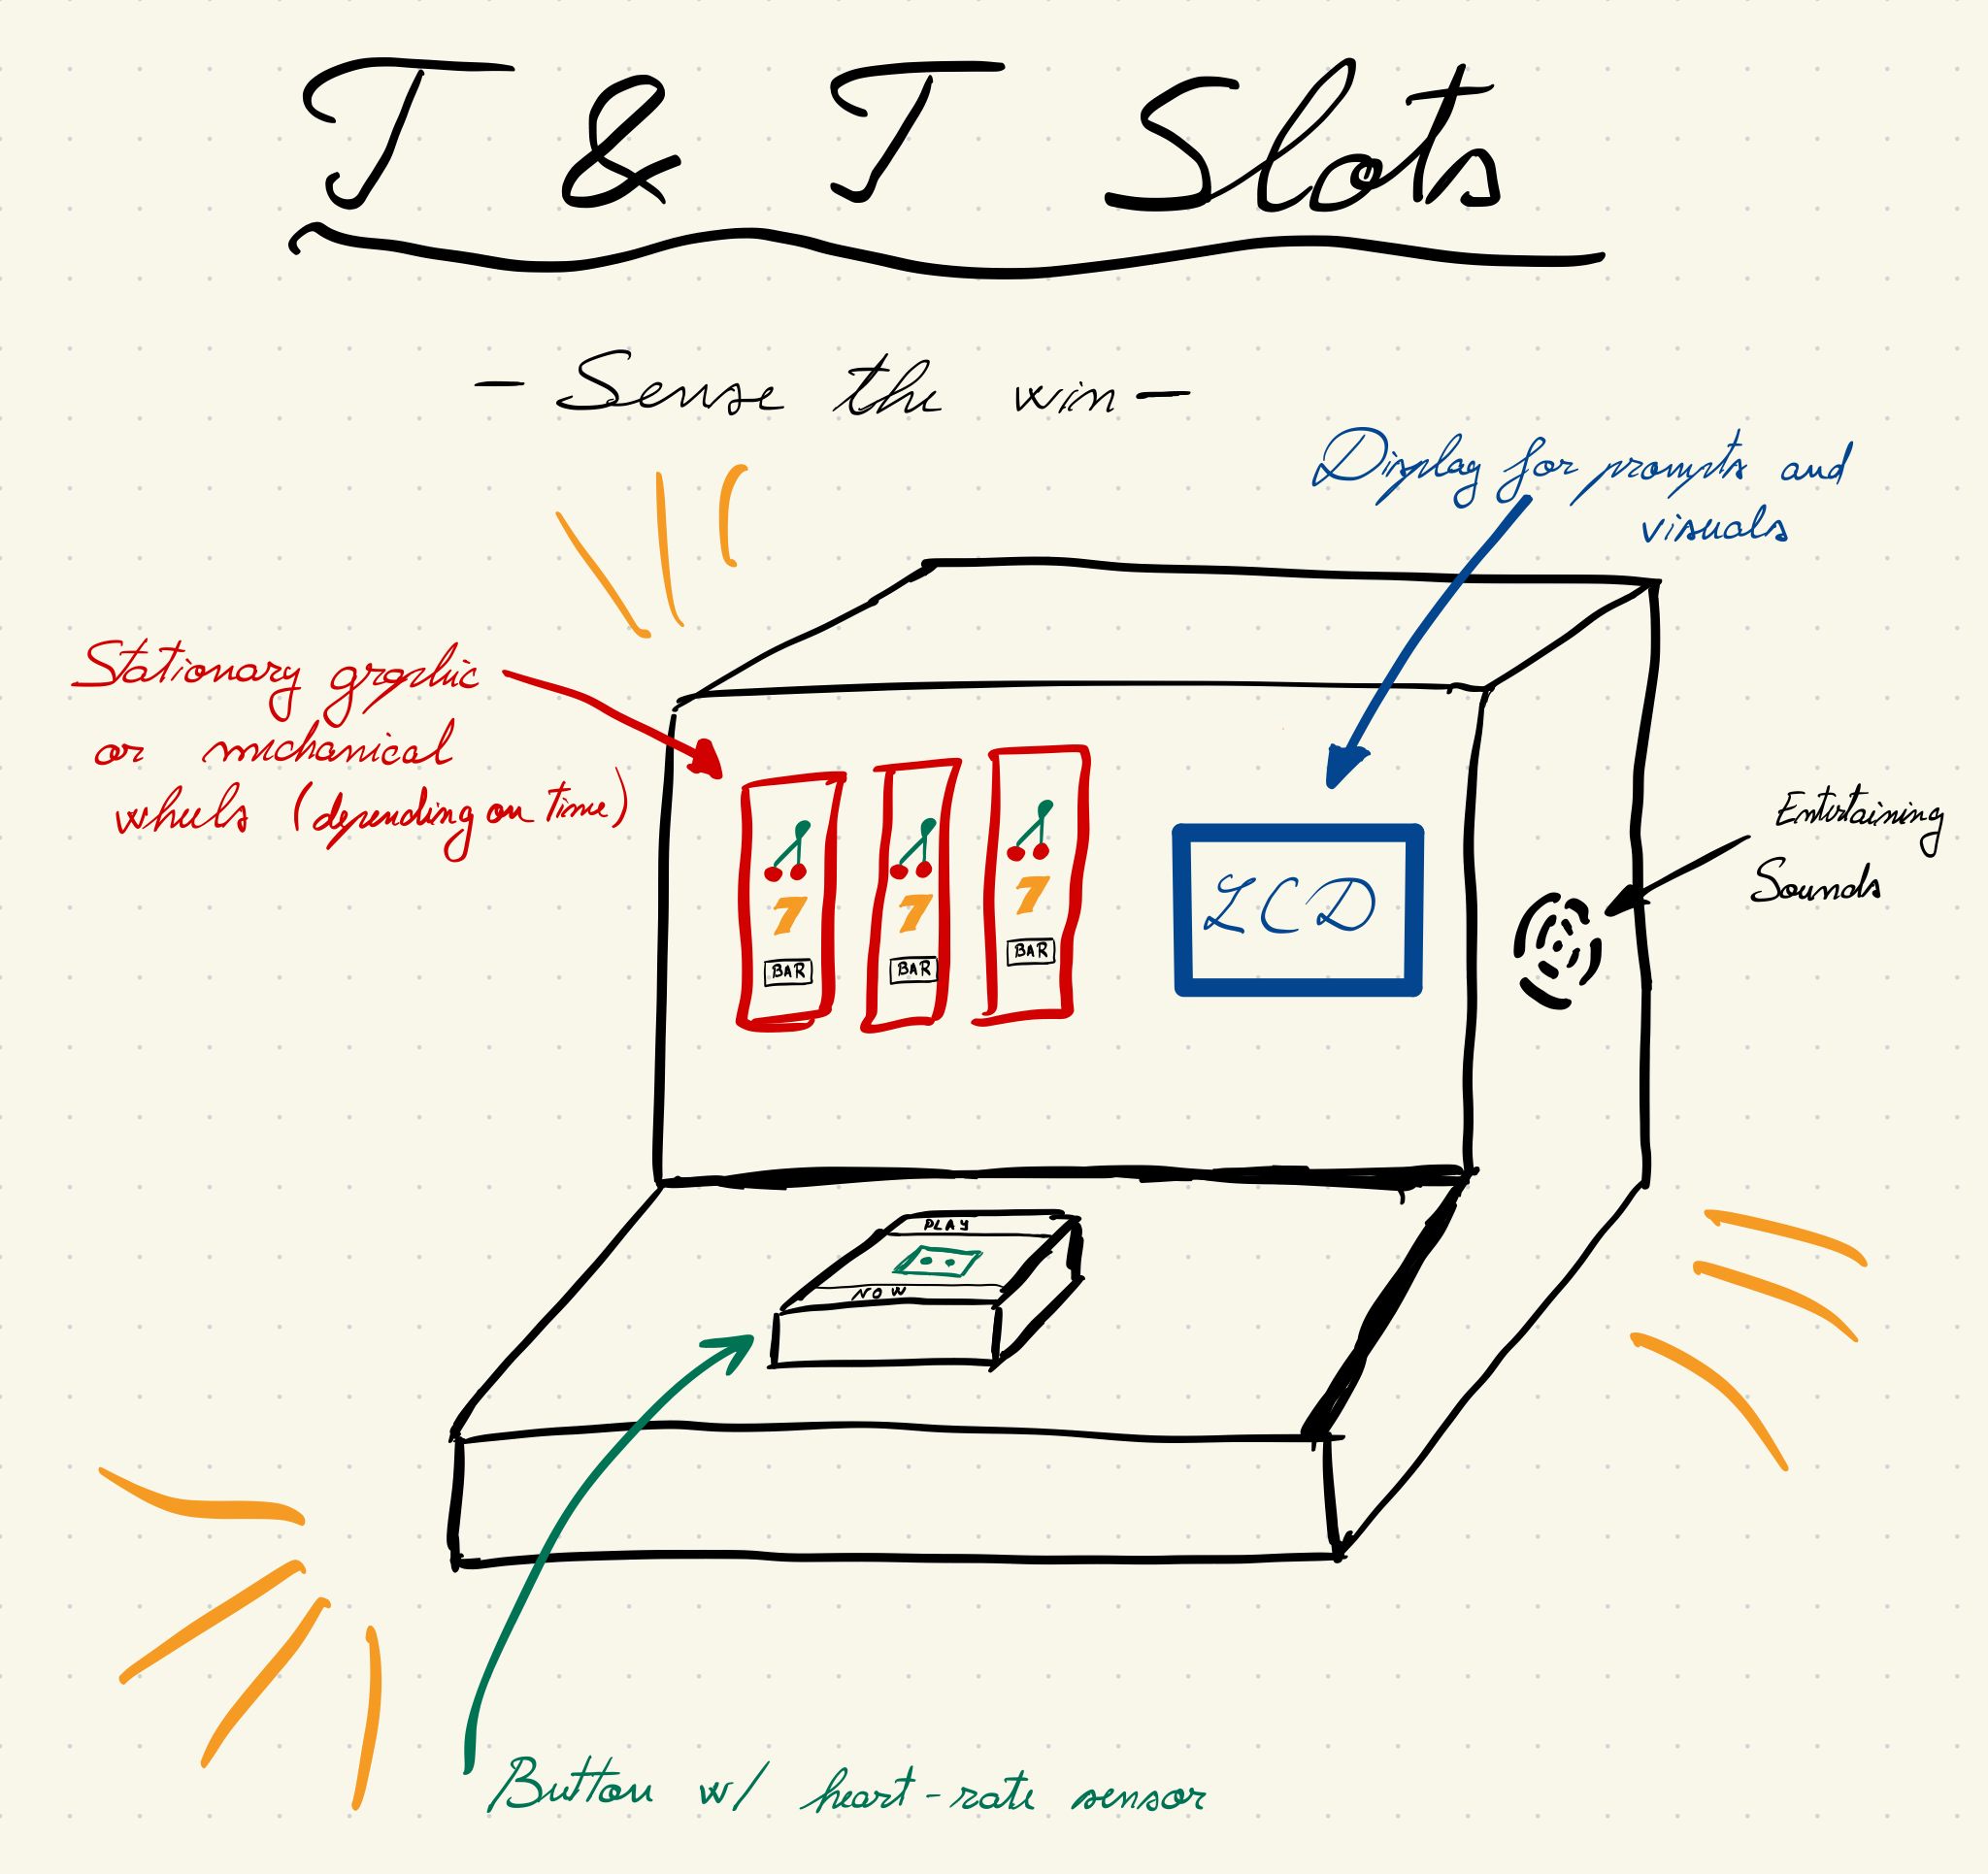 T & T Slots
- Sense the win -
Display for prompts and
visuals
Stationary graphic
or mechanical
wheels (depending on time)
Entertaining
Sounds
7 7 7
BAR BAR BAR
LCD
PLAY
NOW
Button w/ heart-rate sensor